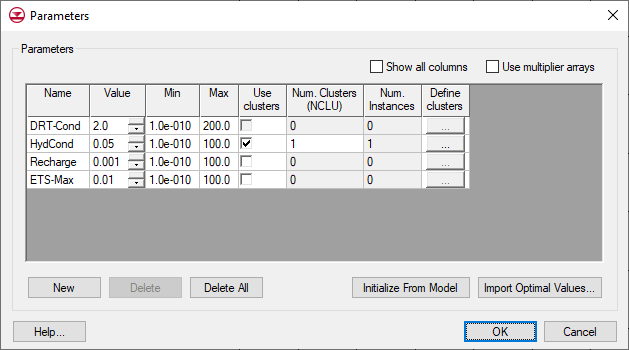 Parameters
Parameters
Show all columns Use multiplier arrays
Name Value Min Max Use clusters Num. Clusters (NCLU) Num. Instances Define clusters
DRT-Cond 2.0 1.0e-010 200.0 0 0 ...
HydCond 0.05 1.0e-010 100.0 1 1 ...
Recharge 0.001 1.0e-010 100.0 0 0 ...
ETS-Max 0.01 1.0e-010 100.0 0 0 ...
New Delete Delete All Initialize From Model Import Optimal Values...
Help... OK Cancel